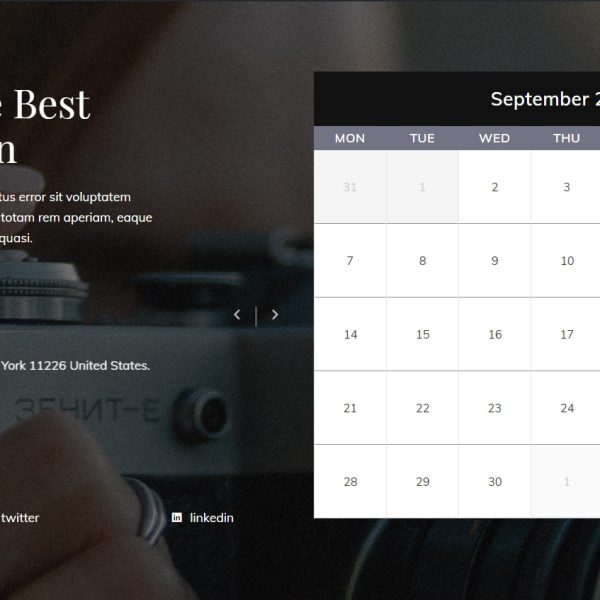 e Best
n
tus error sit voluptatem
totam rem aperiam, eaque
quasi.
York 11226 United States.
ЗЕНИТ-Е
twitter
linkedin
September 2
MON TUE WED THU
31 1 2 3
7 8 9 10
14 15 16 17
21 22 23 24
28 29 30 1